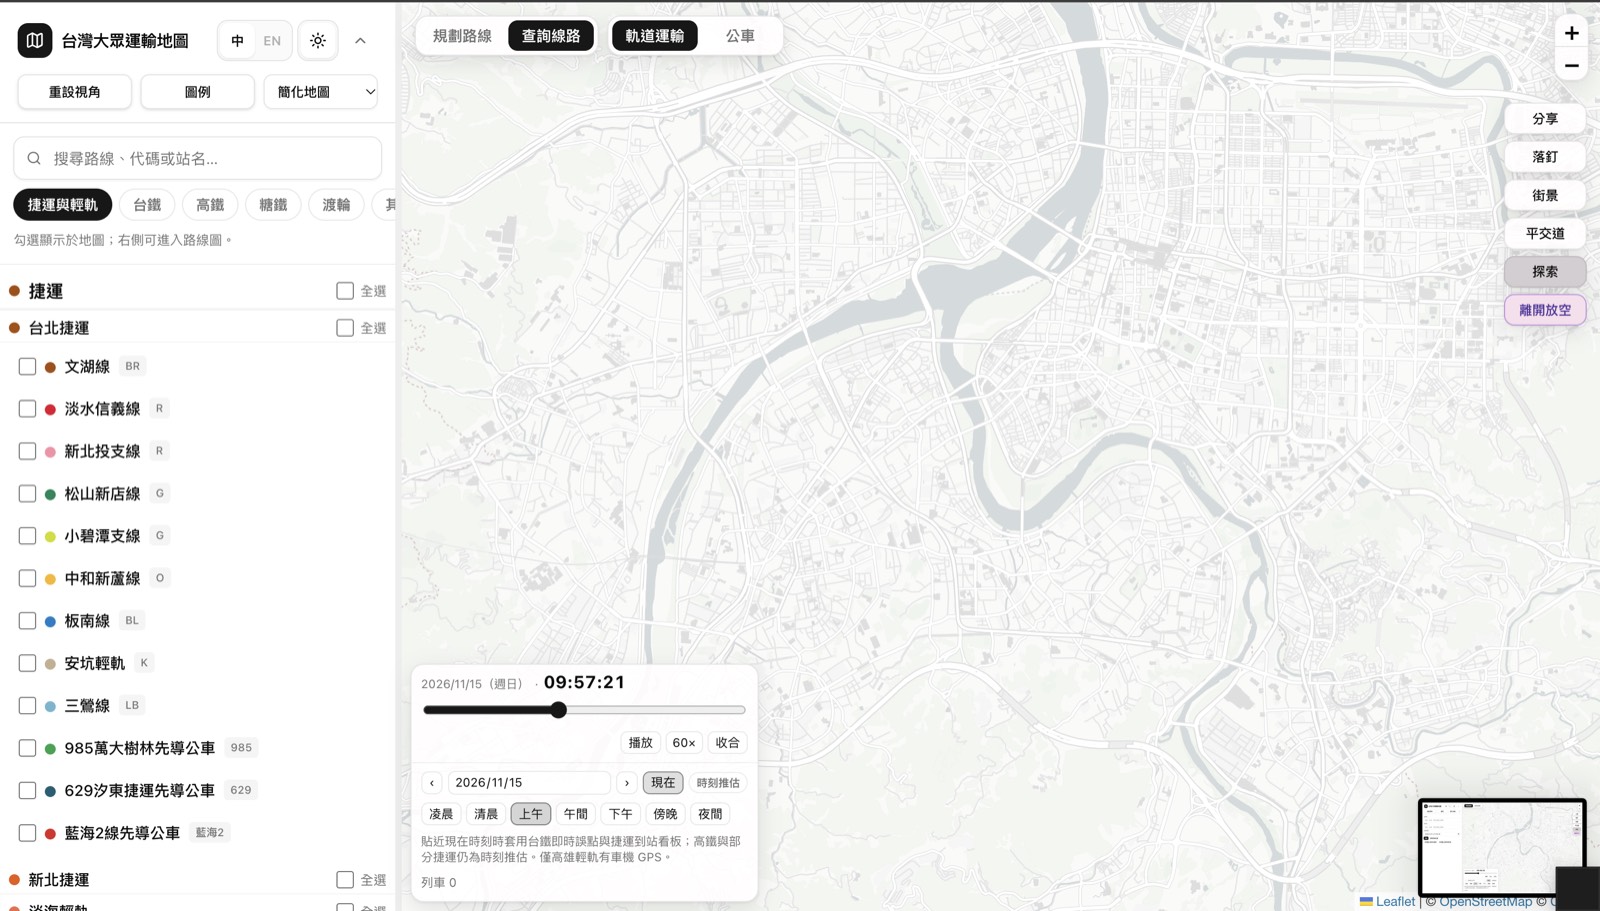 台灣大眾運輸地圖
中 EN
重設視角 圖例 簡化地圖
搜尋路線、代碼或站名...
捷運與輕軌 台鐵 高鐵 糖鐵 渡輪
勾選顯示於地圖；右側可進入路線圖。
捷運 全選
台北捷運 全選
文湖線 BR
淡水信義線 R
新北投支線 R
松山新店線 G
小碧潭支線 G
中和新蘆線 O
板南線 BL
安坑輕軌 K
三鶯線 LB
985萬大樹林先導公車 985
629汐東捷運先導公車 629
藍海2線先導公車 藍海2
新北捷運 全選
淡海輕軌 全選
規劃路線 查詢線路 軌道運輸 公車
+
−
分享
落釘
街景
平交道
探索
離開放空
2026/11/15（週日） · 09:57:21
播放 60× 收合
‹ 2026/11/15 › 現在 時刻推估
凌晨 清晨 上午 午間 下午 傍晚 夜間
貼近現在時刻時套用台鐵即時誤點與捷運到站看板；高鐵與部
分捷運仍為時刻推估。僅高雄輕軌有車機 GPS。
列車 0
Leaflet | © OpenStreetMap ©